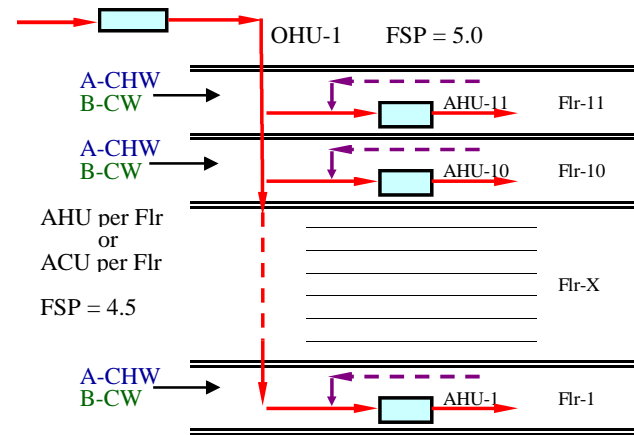 OHU-1 FSP = 5.0
A-CHW
B-CW
AHU-11 Flr-11
A-CHW
B-CW
AHU-10 Flr-10
AHU per Flr
or
ACU per Flr
Flr-X
FSP = 4.5
A-CHW
B-CW
AHU-1 Flr-1